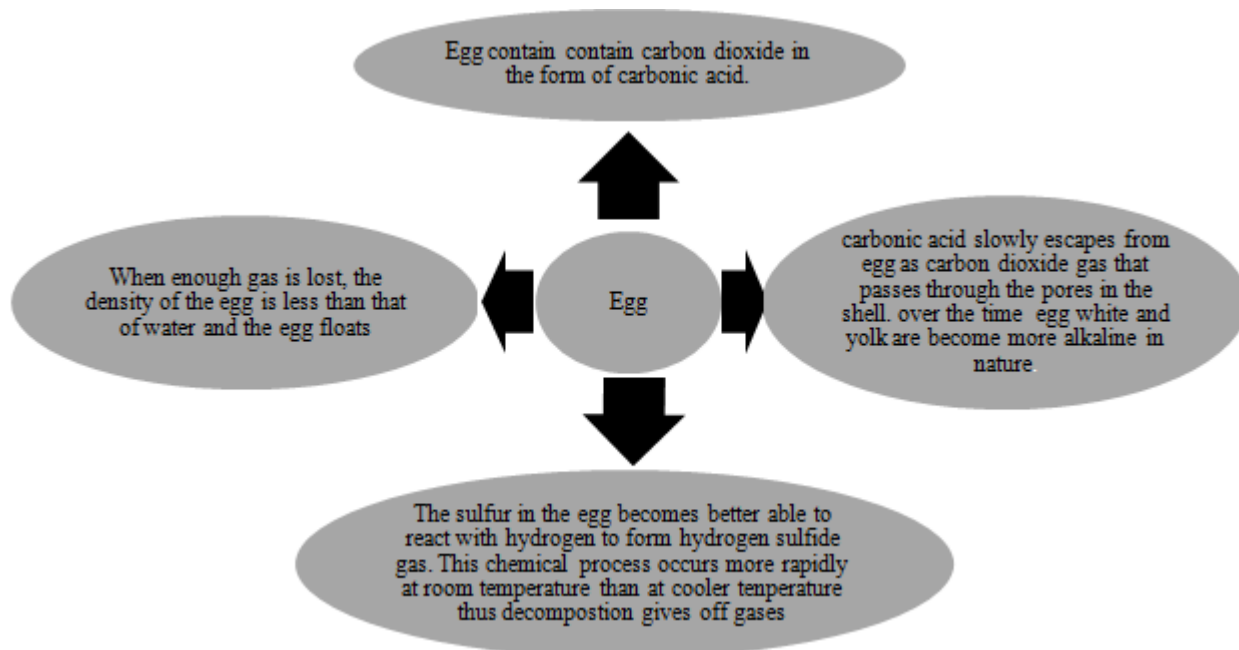 Egg contain contain carbon dioxide in
the form of carbonic acid.
When enough gas is lost, the
density of the egg is less than that
of water and the egg floats
Egg
carbonic acid slowly escapes from
egg as carbon dioxide gas that
passes through the pores in the
shell. over the time egg white and
yolk are become more alkaline in
nature.
The sulfur in the egg becomes better able to
react with hydrogen to form hydrogen sulfide
gas. This chemical process occurs more rapidly
at room temperature than at cooler tenperature
thus decompostion gives off gases